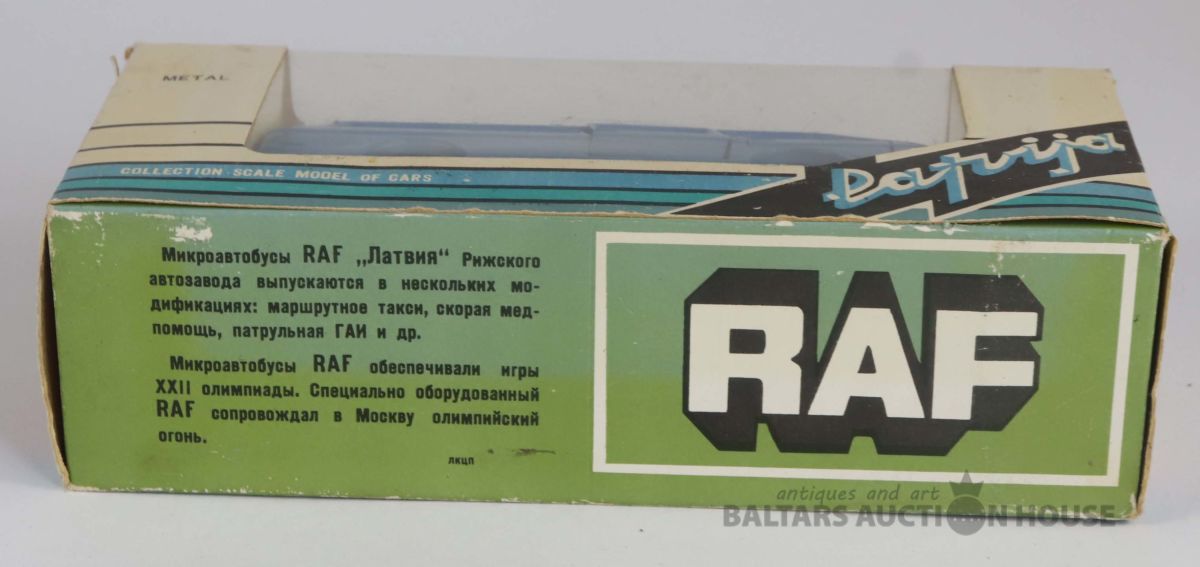 METAL
COLLECTION-SCALE MODEL OF CARS
Latvija
Микроавтобусы RAF „Латвия“ Рижского
автозавода выпускаются в нескольких мо-
дификациях: маршрутное такси, скорая мед-
помощь, патрульная ГАИ и др.
Микроавтобусы RAF обеспечивали игры
XXII олимпиады. Специально оборудованный
RAF сопровождал в Москву олимпийский
огонь.
ЛКЦП
RAF
antiques and art
BALTARS AUCTION HOUSE